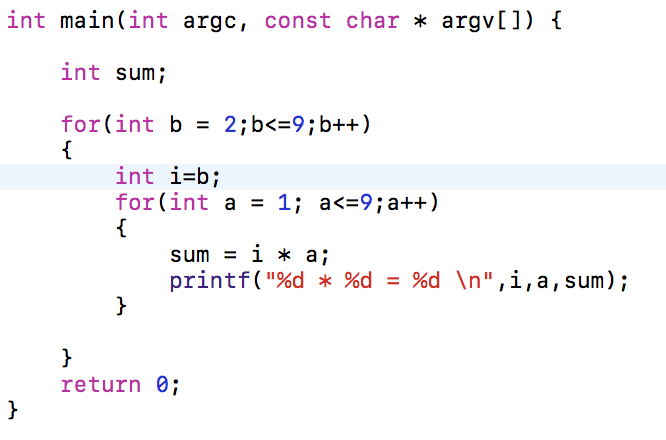 int main(int argc, const char * argv[]) {
int sum;
for(int b = 2;b<=9;b++)
{
int i=b;
for(int a = 1; a<=9;a++)
{
sum = i * a;
printf("%d * %d = %d \n",i,a,sum);
}
}
return 0;
}